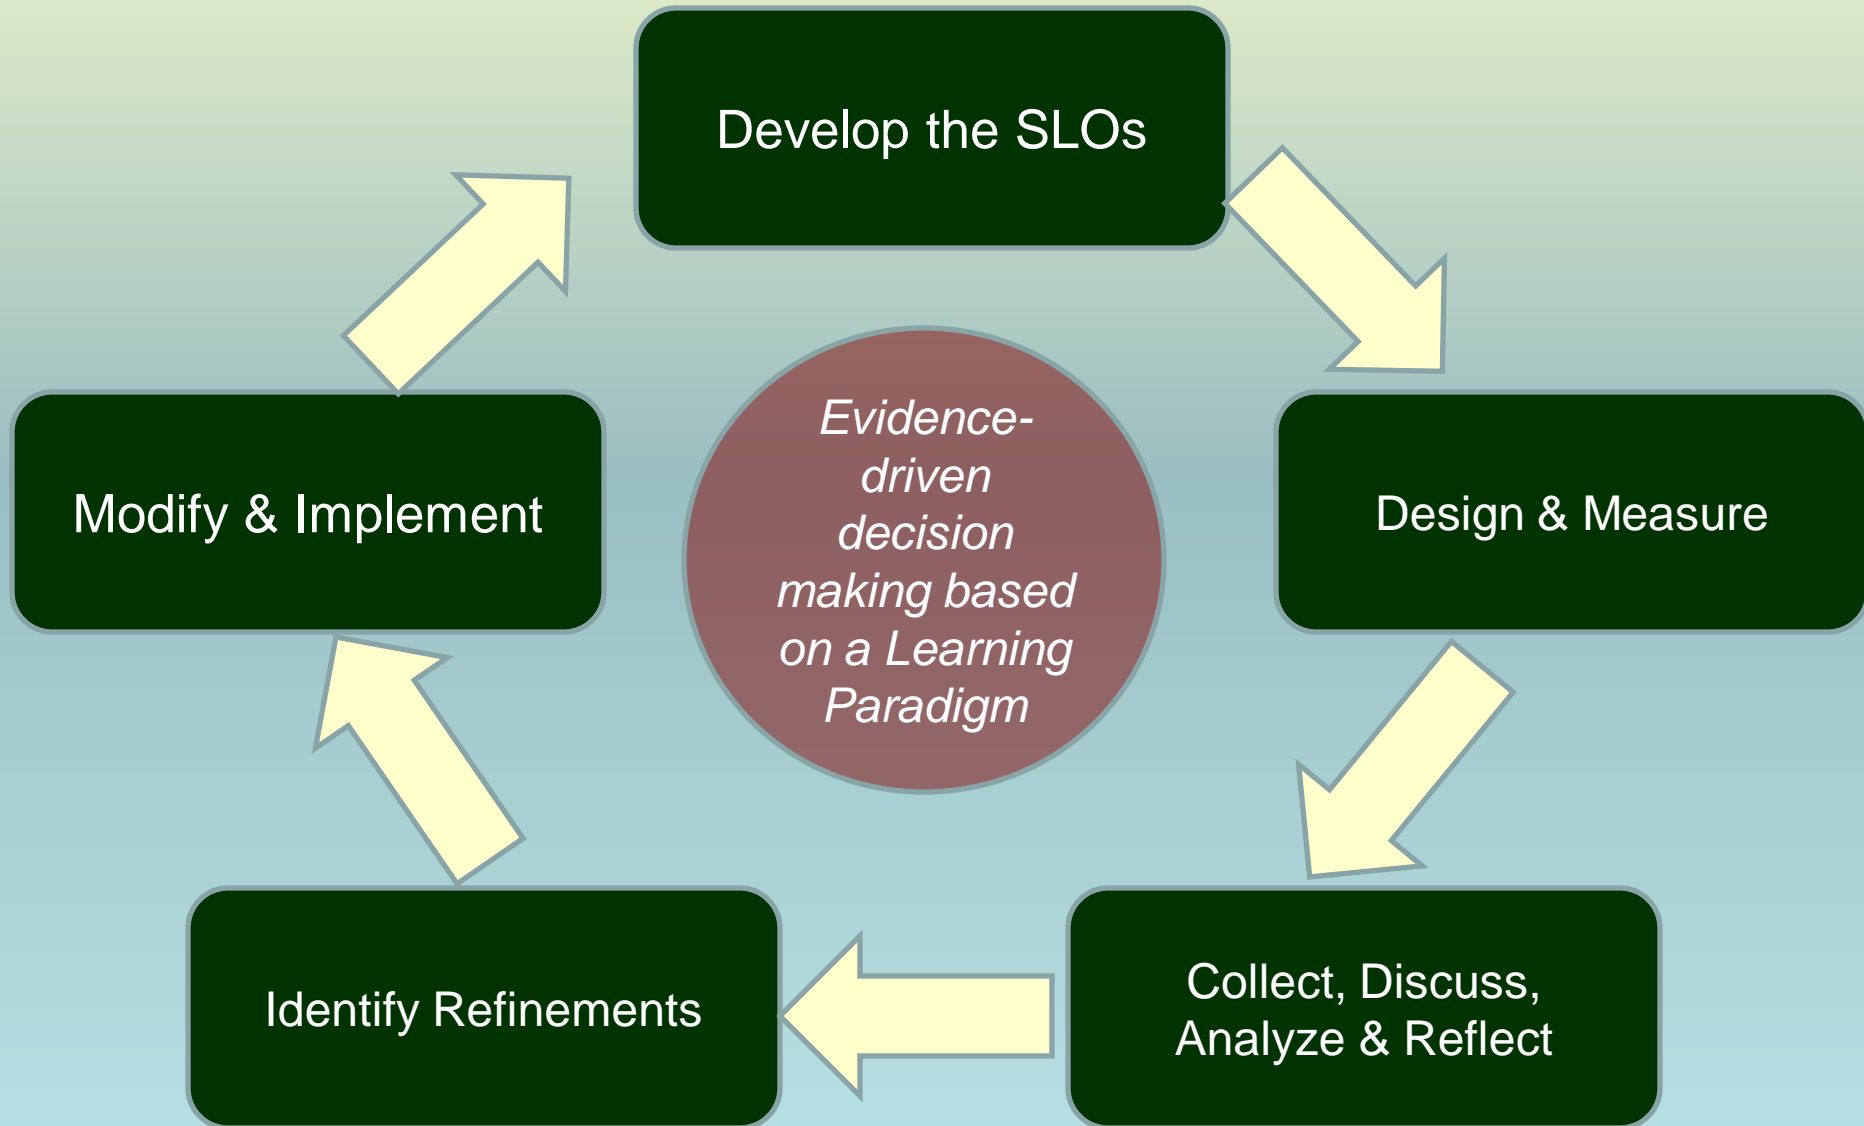 Develop the SLOs
Modify & Implement
Evidence-
driven
decision
making based
on a Learning
Paradigm
Design & Measure
Identify Refinements
Collect, Discuss,
Analyze & Reflect